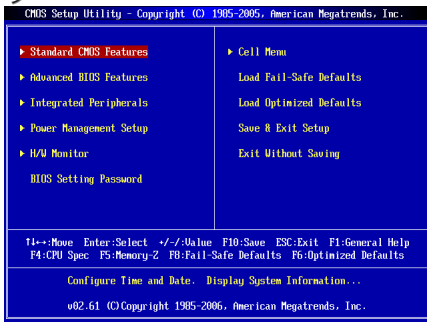 CMOS Setup Utility - Copyright (C) 1985-2005, American Megatrends, Inc.
▶ Standard CMOS Features
▶ Advanced BIOS Features
▶ Integrated Peripherals
▶ Power Management Setup
▶ H/W Monitor
BIOS Setting Password
▶ Cell Menu
Load Fail-Safe Defaults
Load Optimized Defaults
Save & Exit Setup
Exit Without Saving
↑↓←→:Move Enter:Select +/-/:Value F10:Save ESC:Exit F1:General Help
F4:CPU Spec F5:Memory-Z F8:Fail-Safe Defaults F6:Optimized Defaults
Configure Time and Date. Display System Information...
v02.61 (C)Copyright 1985-2006, American Megatrends, Inc.